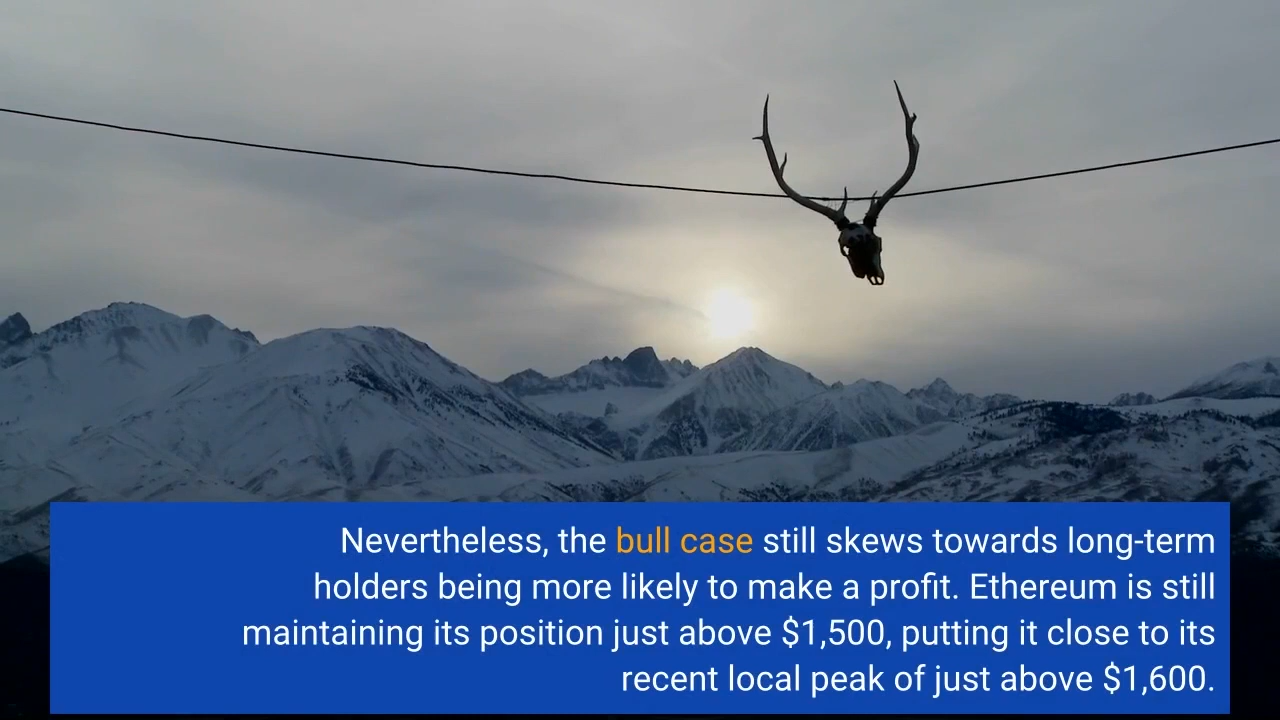 Nevertheless, the bull case still skews towards long-term
holders being more likely to make a profit. Ethereum is still
maintaining its position just above $1,500, putting it close to its
recent local peak of just above $1,600.